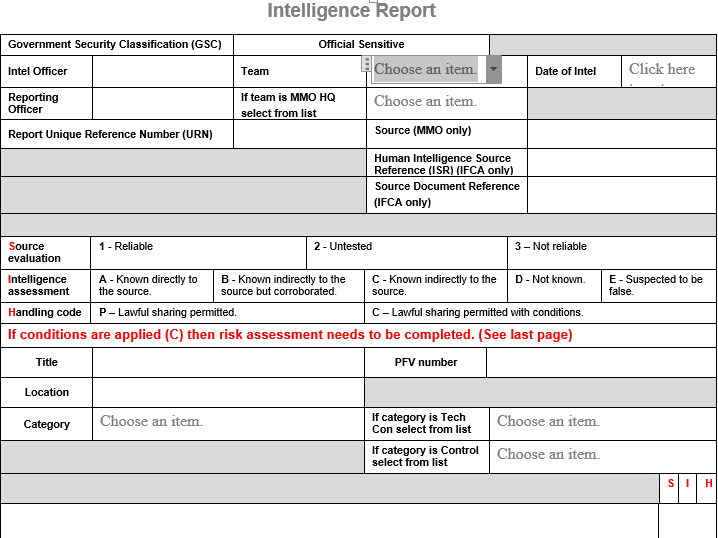 Intelligence Report
Government Security Classification (GSC) Official Sensitive
Intel Officer Team Choose an item. Date of Intel Click here
Reporting
Officer
If team is MMO HQ
select from list
Choose an item.
Report Unique Reference Number (URN) Source (MMO only)
Human Intelligence Source
Reference (ISR) (IFCA only)
Source Document Reference
(IFCA only)
Source
evaluation
1 - Reliable 2 - Untested 3 – Not reliable
Intelligence
assessment
A - Known directly to
the source.
B - Known indirectly to the
source but corroborated.
C - Known indirectly to the
source.
D - Not known.
E - Suspected to be
false.
Handling code P – Lawful sharing permitted. C – Lawful sharing permitted with conditions.
If conditions are applied (C) then risk assessment needs to be completed. (See last page)
Title PFV number
Location
Category Choose an item.
If category is Tech
Con select from list
Choose an item.
If category is Control
select from list
Choose an item.
S I H